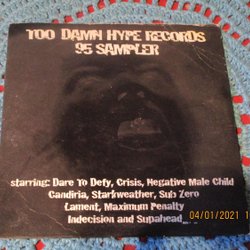 TOO DAMN HYPE RECORDS
95 SAMPLER
starring: Dare To Defy, Crisis, Negative Male Child
Candiria, Starkweather, Sub Zero
Lament, Maximum Penalty
Indecision and Supahead
04/01/2021